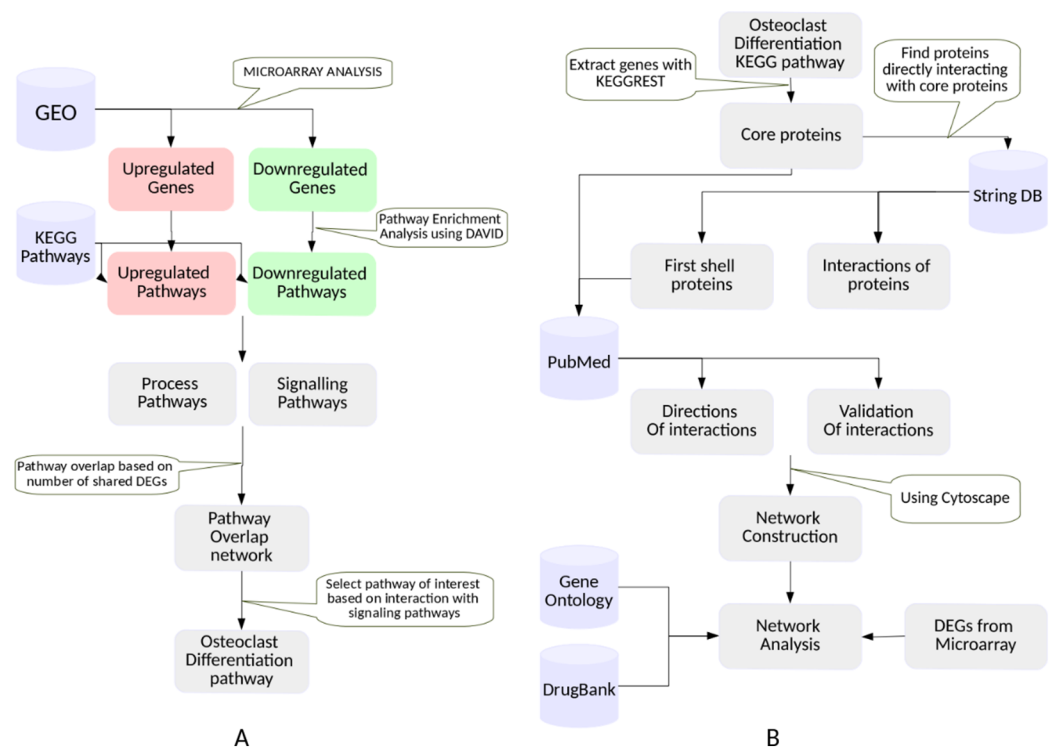 MICROARRAY ANALYSIS
GEO
Upregulated
Genes
Downregulated
Genes
Pathway Enrichment
Analysis using DAVID
KEGG
Pathways
Upregulated
Pathways
Downregulated
Pathways
Process
Pathways
Signalling
Pathways
Pathway overlap based on
number of shared DEGs
Pathway
Overlap
network
Select pathway of interest
based on interaction with
signaling pathways
Osteoclast
Differentiation
pathway
A
Osteoclast
Differentiation
KEGG pathway
Extract genes with
KEGGREST
Find proteins
directly interacting
with core proteins
Core proteins
String DB
First shell
proteins
Interactions of
proteins
PubMed
Directions
Of interactions
Validation
Of interactions
Using Cytoscape
Network
Construction
Gene
Ontology
Network
Analysis
DEGs from
Microarray
DrugBank
B